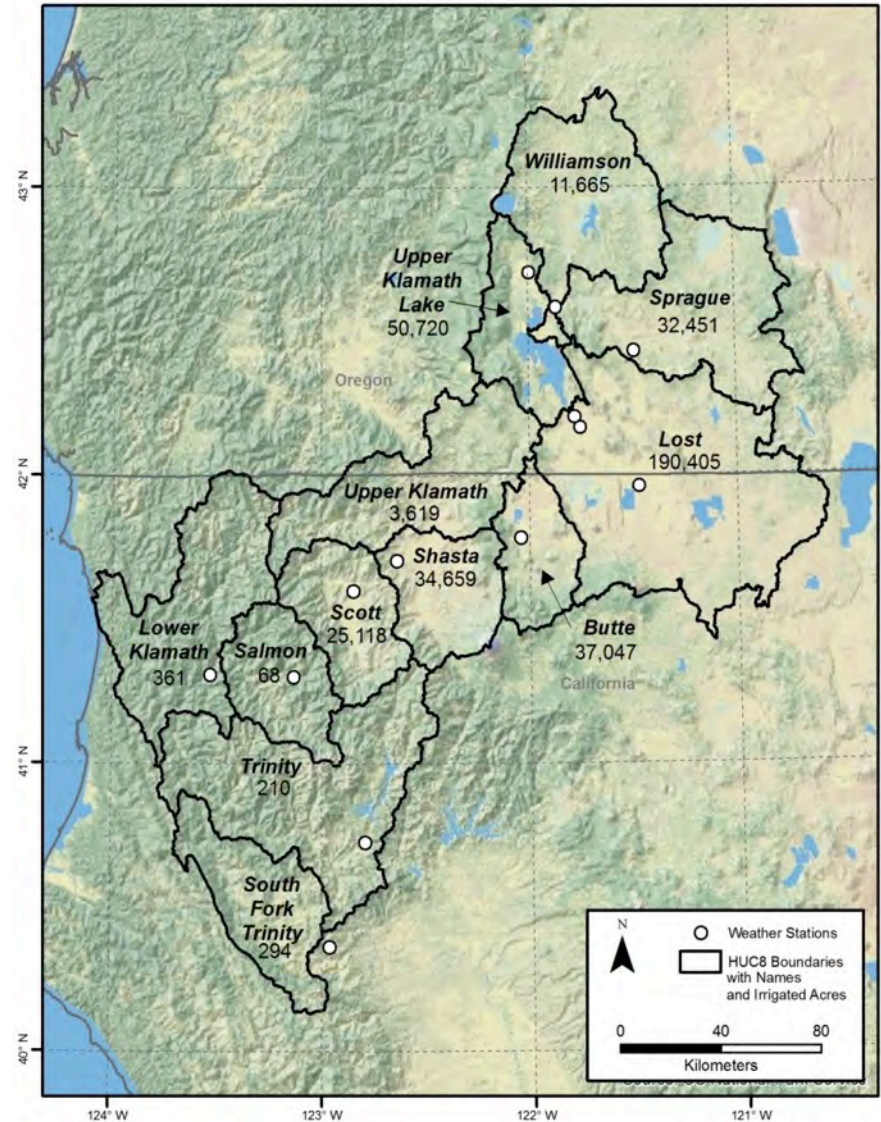 43° N
42° N
41° N
40° N
124° W
123° W
122° W
121° W
Williamson
11,665
Upper
Klamath
Lake
50,720
Sprague
32,451
Oregon
Lost
190,405
Upper Klamath
3,619
Shasta
34,659
Scott
25,118
Butte
37,047
California
Lower
Klamath
361
Salmon
68
Trinity
210
South
Fork
Trinity
294
N
Weather Stations
HUC8 Boundaries
with Names
and Irrigated Acres
0 40 80
Kilometers